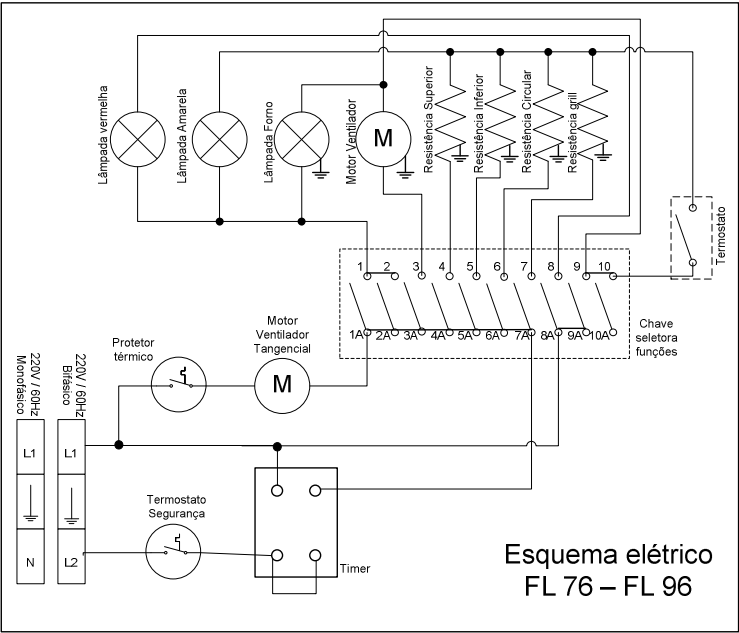 Lâmpada vermelha
Lâmpada Amarela
Lâmpada Forno
Motor Ventilador
M
Resistência Superior
Resistência Inferior
Resistência Circular
Resistência grill
Termostato
1 2 3 4 5 6 7 8 9 10
1A 2A 3A 4A 5A 6A 7A 8A 9A 10A
Chave
seletora
funções
Protetor
térmico
Motor
Ventilador
Tangencial
M
220V / 60Hz
Monofásico
220V / 60Hz
Bifásico
L1
L1
N
L2
Termostato
Segurança
Timer
Esquema elétrico
FL 76 – FL 96